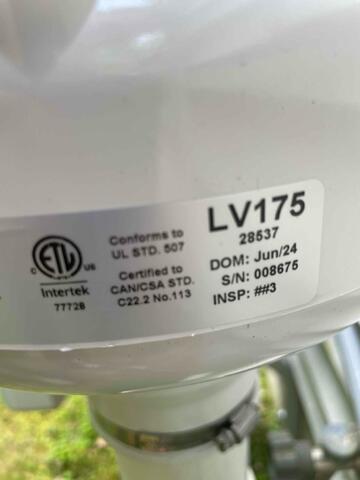 LV175
28537
DOM: Jun/24
S/N: 008675
INSP: ##3
Conforms to
UL STD. 507
Certified to
CAN/CSA STD.
C22.2 No.113
C ETL US
Intertek
77728